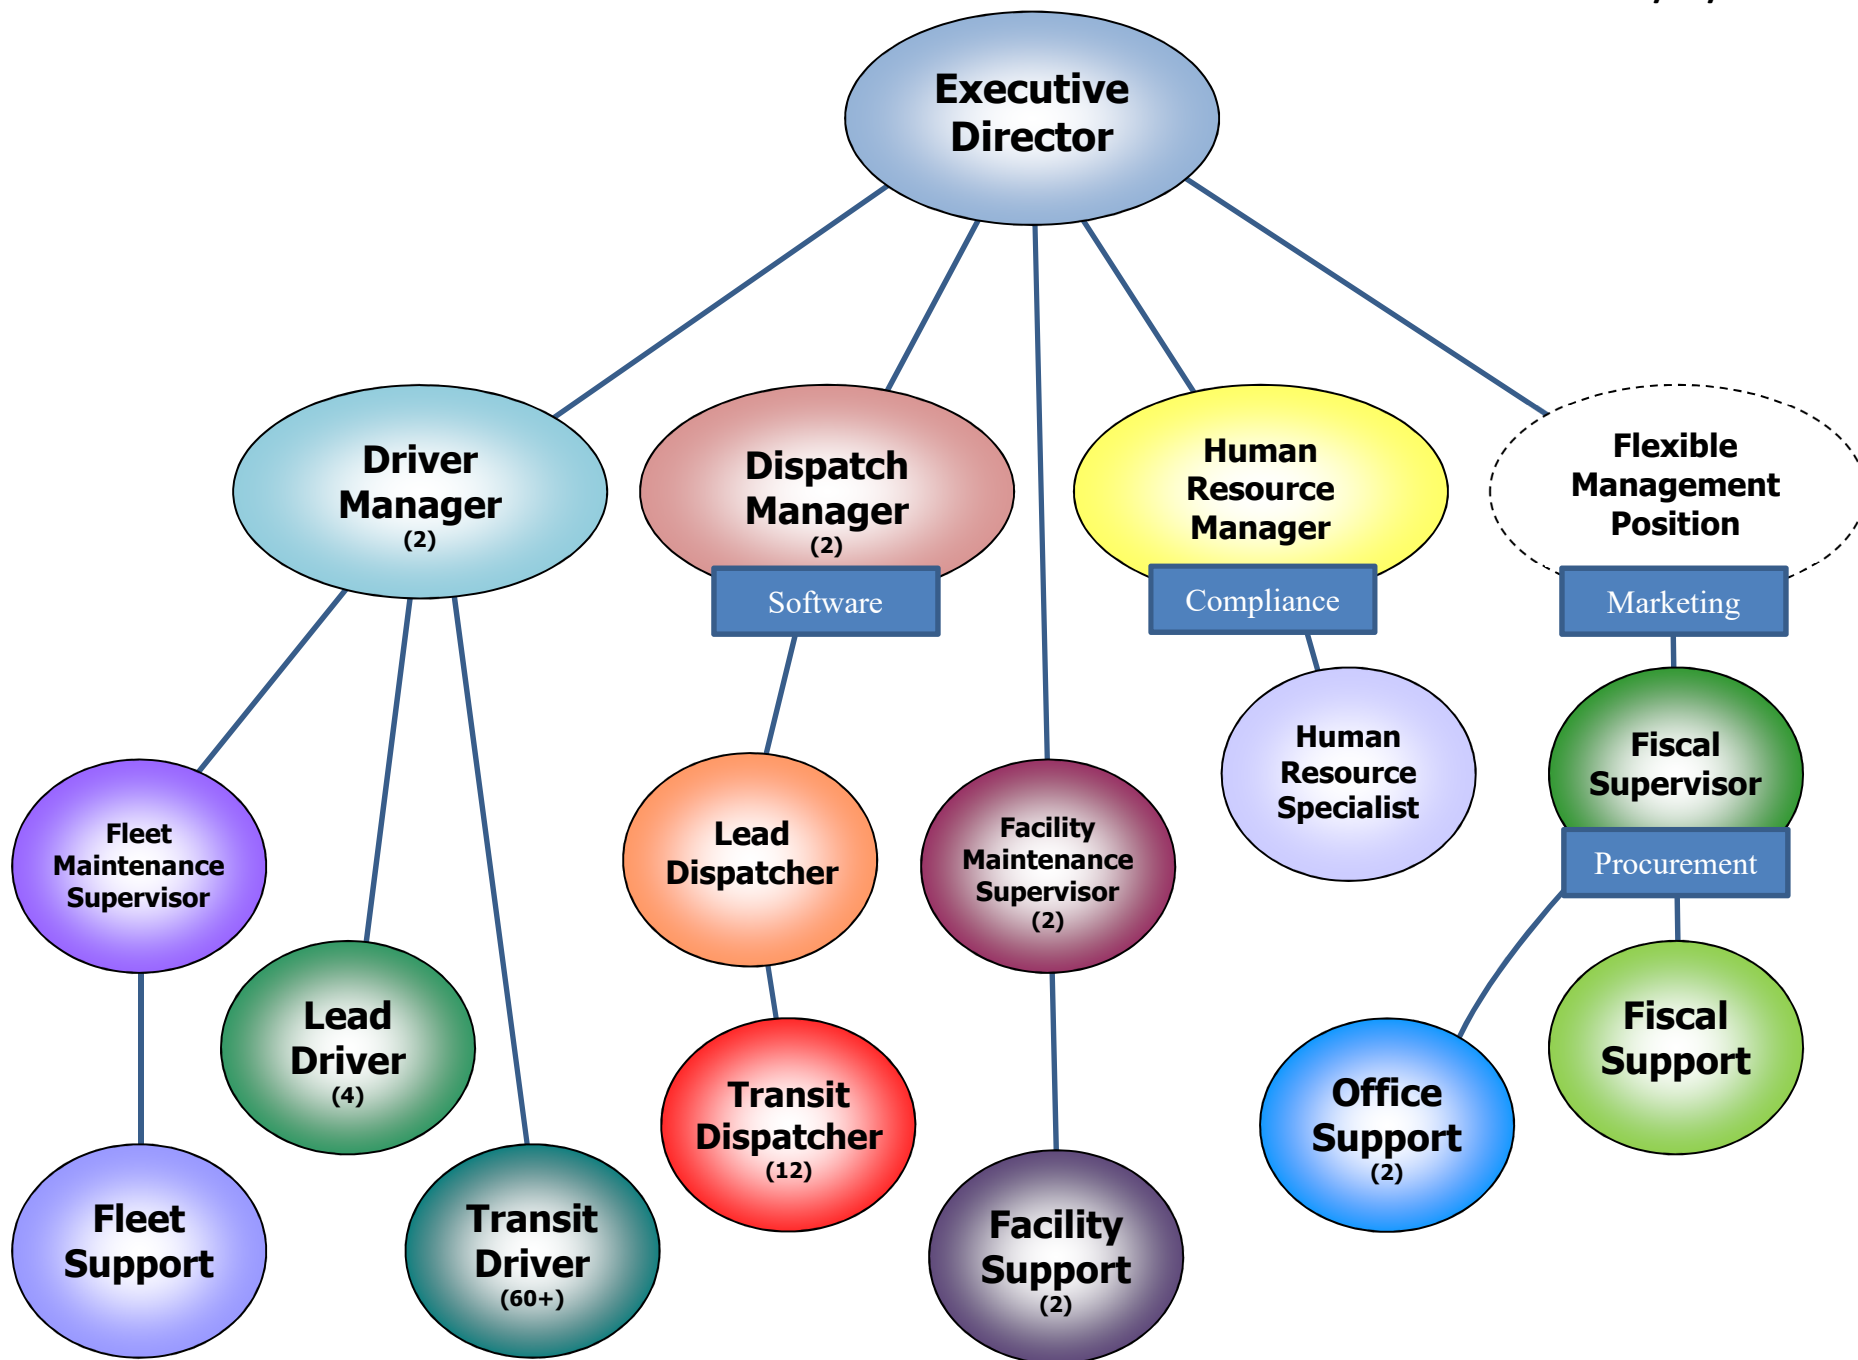 Executive
Director
Driver
Manager
(2)
Dispatch
Manager
(2)
Software
Human
Resource
Manager
Compliance
Flexible
Management
Position
Marketing
Fleet
Maintenance
Supervisor
Lead
Dispatcher
Facility
Maintenance
Supervisor
(2)
Human
Resource
Specialist
Fiscal
Supervisor
Procurement
Lead
Driver
(4)
Transit
Dispatcher
(12)
Office
Support
(2)
Fiscal
Support
Fleet
Support
Transit
Driver
(60+)
Facility
Support
(2)